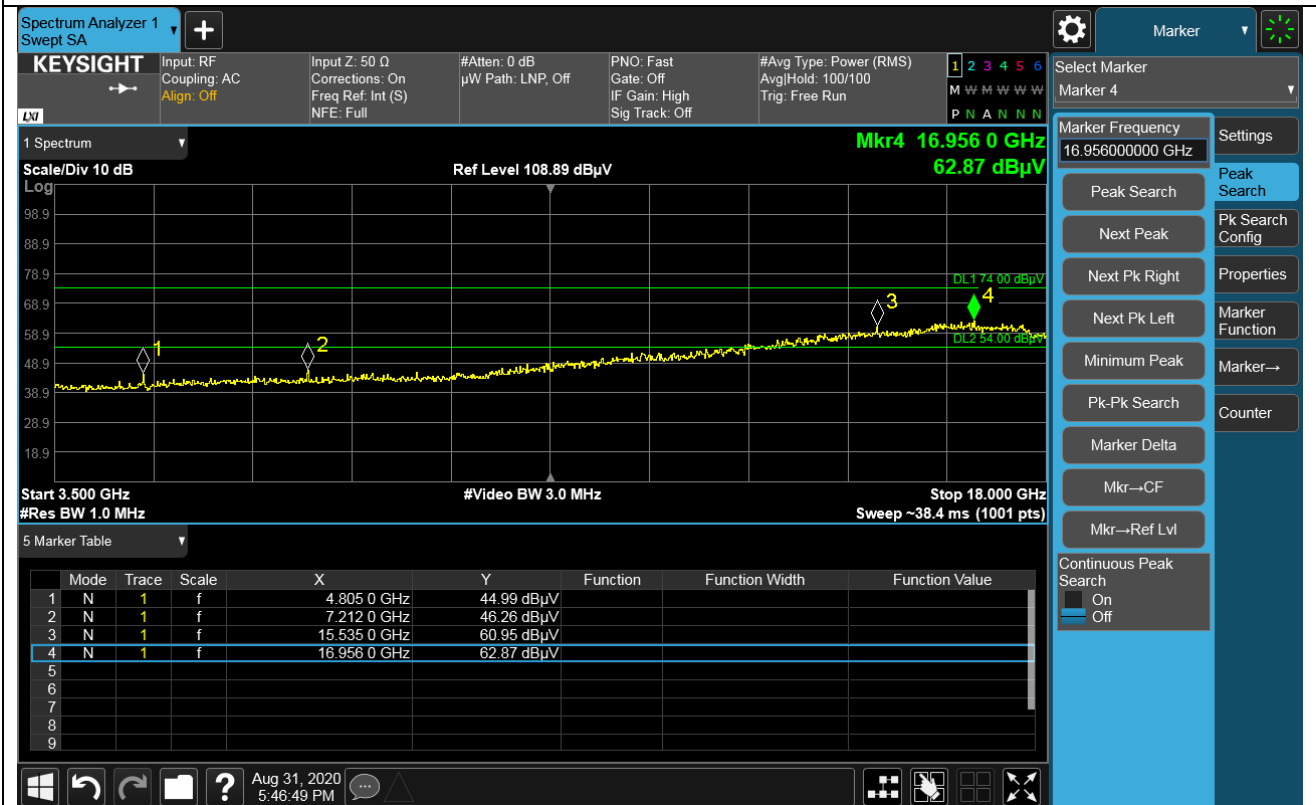 Spectrum Analyzer 1
Swept SA
Marker
KEYSIGHT
LXI
Input: RF
Coupling: AC
Align: Off
Input Z: 50 Ω
Corrections: On
Freq Ref: Int (S)
NFE: Full
#Atten: 0 dB
µW Path: LNP, Off
PNO: Fast
Gate: Off
IF Gain: High
Sig Track: Off
#Avg Type: Power (RMS)
Avg|Hold: 100/100
Trig: Free Run
1 2 3 4 5 6
M W M W W W
P N A N N N
Select Marker
Marker 4
1 Spectrum
Mkr4 16.956 0 GHz
Scale/Div 10 dB
Ref Level 108.89 dBµV
62.87 dBµV
Log
98.9
88.9
78.9
68.9
58.9
48.9
38.9
28.9
18.9
DL1 74.00 dBµV
DL2 54.00 dBµV
1
2
3
4
Start 3.500 GHz
#Video BW 3.0 MHz
Stop 18.000 GHz
#Res BW 1.0 MHz
Sweep ~38.4 ms (1001 pts)
5 Marker Table
Mode Trace Scale X Y Function Function Width Function Value
1 N 1 f 4.805 0 GHz 44.99 dBµV
2 N 1 f 7.212 0 GHz 46.26 dBµV
3 N 1 f 15.535 0 GHz 60.95 dBµV
4 N 1 f 16.956 0 GHz 62.87 dBµV
5
6
7
8
9
Marker Frequency
16.956000000 GHz
Peak Search
Next Peak
Next Pk Right
Next Pk Left
Minimum Peak
Pk-Pk Search
Marker Delta
Mkr→CF
Mkr→Ref Lvl
Continuous Peak
Search
On
Off
Settings
Peak
Search
Pk Search
Config
Properties
Marker
Function
Marker→
Counter
?
Aug 31, 2020
5:46:49 PM